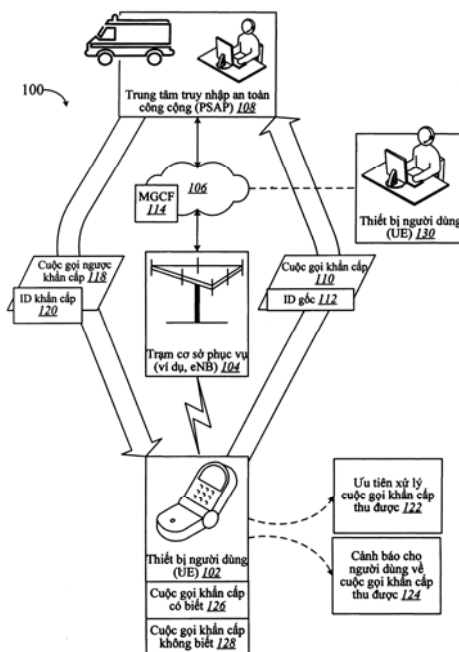 Trung tâm truy nhập an toàn
công cộng (PSAP) 108
100
MGCF
114
106
Thiết bị người dùng
(UE) 130
Cuộc gọi ngược
khẩn cấp 118
ID khẩn cấp
120
Cuộc gọi khẩn cấp
110
ID gốc 112
Trạm cơ sở phục vụ
(ví dụ, eNB) 104
Ưu tiên xử lý
cuộc gọi khẩn cấp
thu được 122
Thiết bị người dùng
(UE) 102
Cảnh báo cho
người dùng về
cuộc gọi khẩn cấp
thu được 124
Cuộc gọi khẩn cấp
có biết 126
Cuộc gọi khẩn cấp
không biết 128